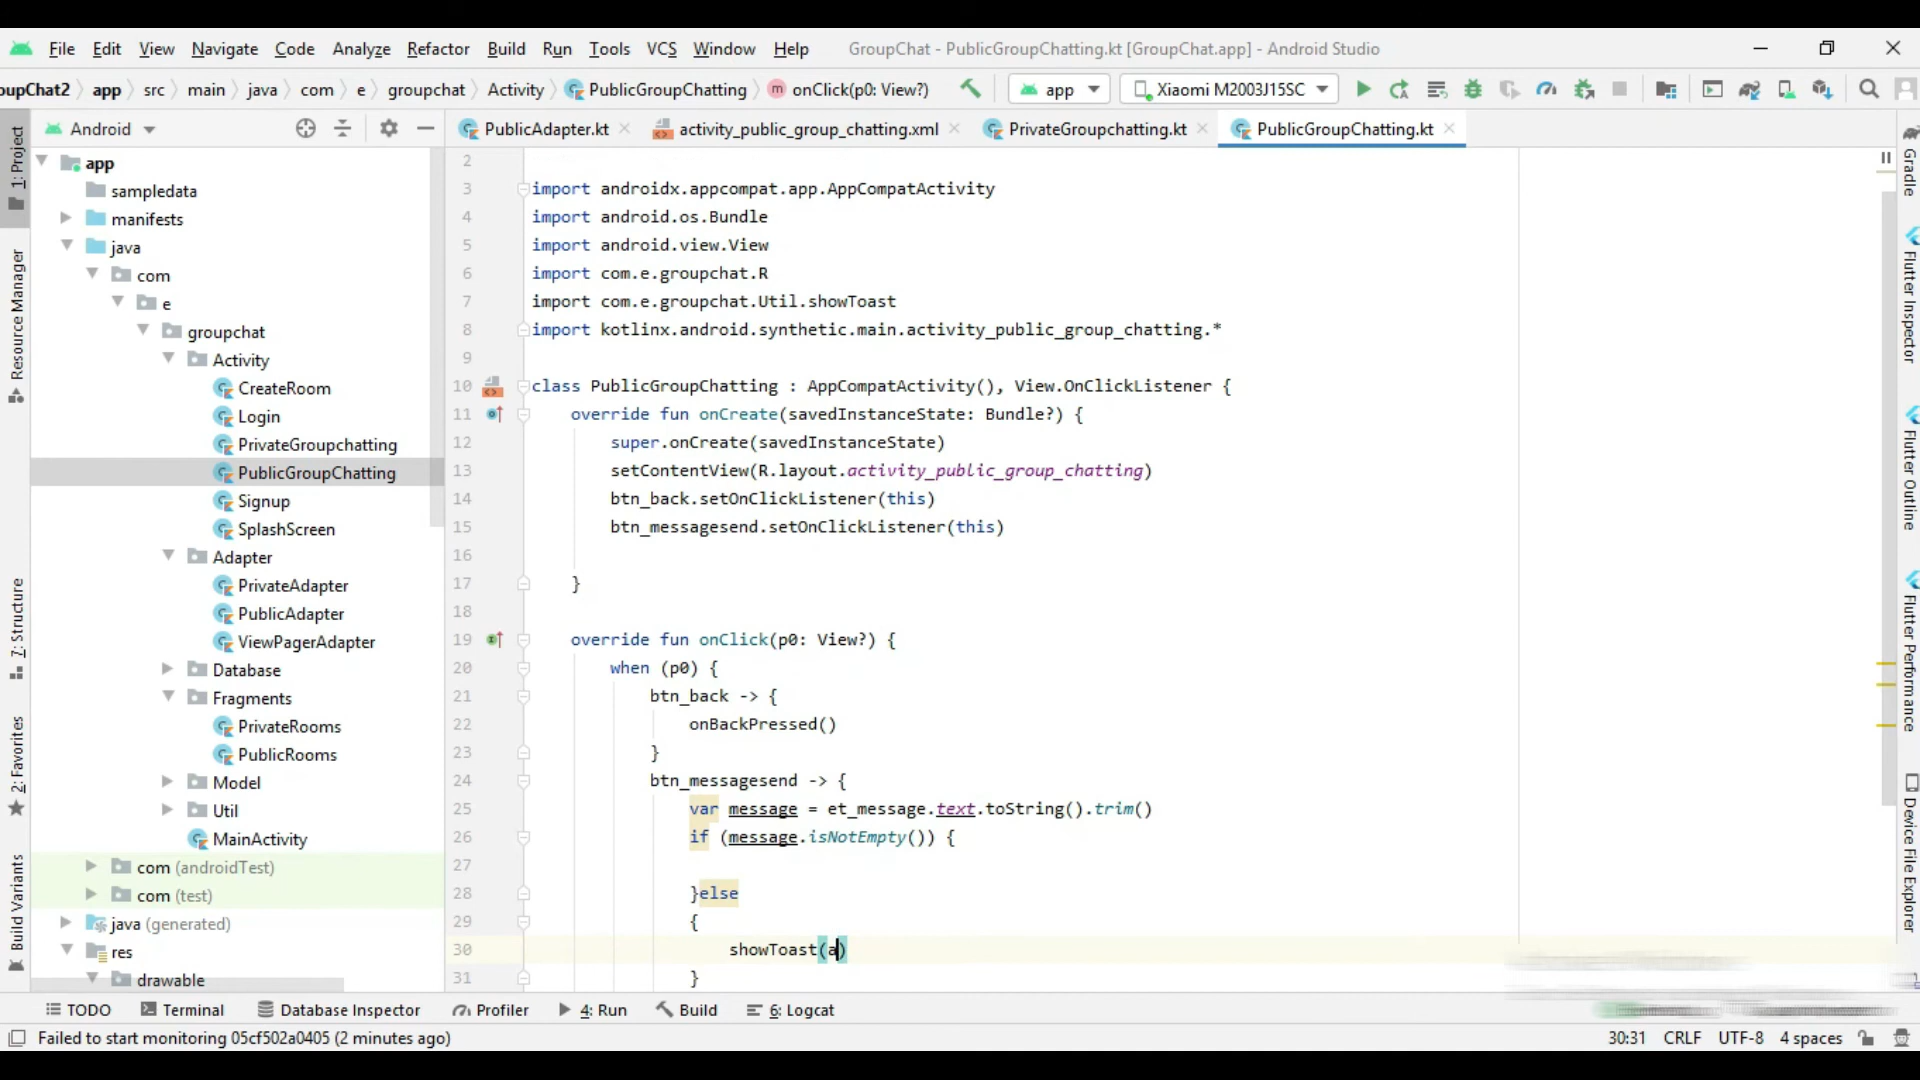 File Edit View Navigate Code Analyze Refactor Build Run Tools VCS Window Help GroupChat - PublicGroupChatting.kt [GroupChat.app] - Android Studio
oupChat2 app src main java com e groupchat Activity PublicGroupChatting m onClick(p0: View?) app Xiaomi M2003J15SC
Android PublicAdapter.kt activity_public_group_chatting.xml PrivateGroupchatting.kt PublicGroupChatting.kt
1: Project
Resource Manager
7: Structure
2: Favorites
Build Variants
app
sampledata
manifests
java
com
e
groupchat
Activity
CreateRoom
Login
PrivateGroupchatting
PublicGroupChatting
Signup
SplashScreen
Adapter
PrivateAdapter
PublicAdapter
ViewPagerAdapter
Database
Fragments
PrivateRooms
PublicRooms
Model
Util
MainActivity
com (androidTest)
com (test)
java (generated)
res
drawable
2
3 import androidx.appcompat.app.AppCompatActivity
4 import android.os.Bundle
5 import android.view.View
6 import com.e.groupchat.R
7 import com.e.groupchat.Util.showToast
8 import kotlinx.android.synthetic.main.activity_public_group_chatting.*
9
10 class PublicGroupChatting : AppCompatActivity(), View.OnClickListener {
11 override fun onCreate(savedInstanceState: Bundle?) {
12 super.onCreate(savedInstanceState)
13 setContentView(R.layout.activity_public_group_chatting)
14 btn_back.setOnClickListener(this)
15 btn_messagesend.setOnClickListener(this)
16
17 }
18
19 override fun onClick(p0: View?) {
20 when (p0) {
21 btn_back -> {
22 onBackPressed()
23 }
24 btn_messagesend -> {
25 var message = et_message.text.toString().trim()
26 if (message.isNotEmpty()) {
27
28 }else
29 {
30 showToast(a)
31 }
Gradle
Flutter Inspector
Flutter Outline
Flutter Performance
Device File Explorer
TODO Terminal Database Inspector Profiler 4: Run Build 6: Logcat
Failed to start monitoring 05cf502a0405 (2 minutes ago) 30:31 CRLF UTF-8 4 spaces